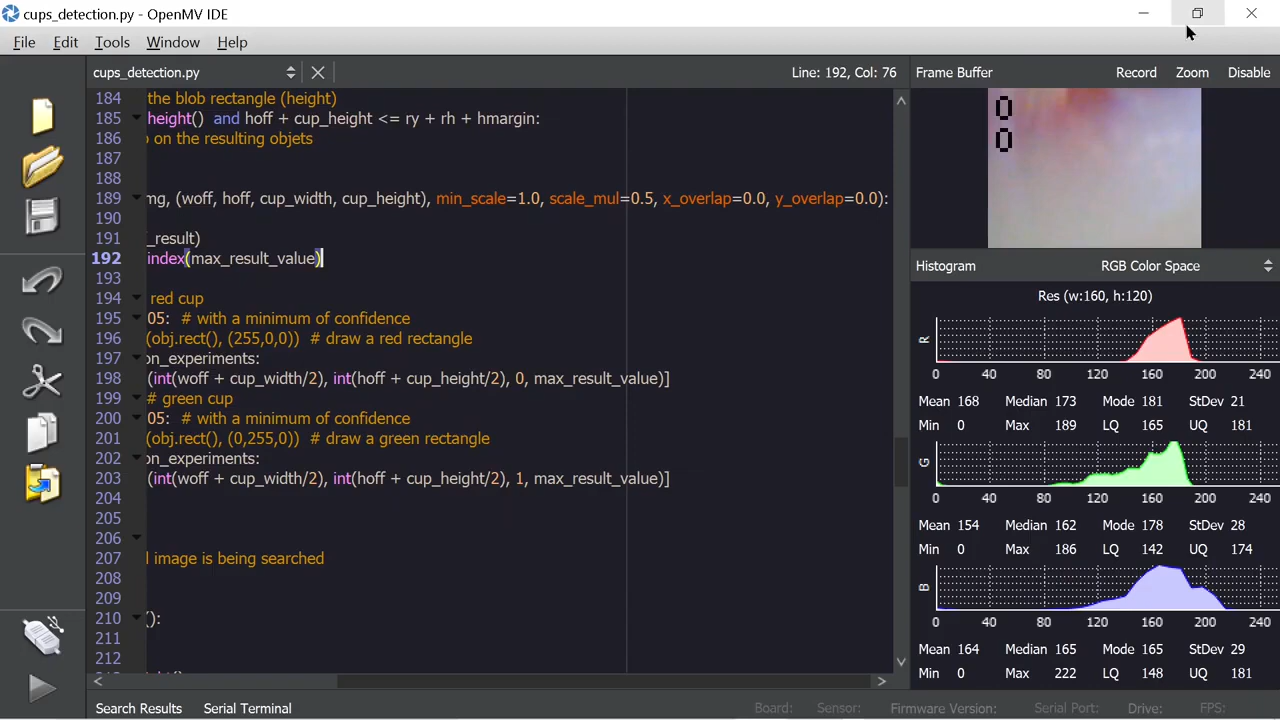 cups_detection.py - OpenMV IDE
File Edit Tools Window Help
cups_detection.py
Line: 192, Col: 76
184 the blob rectangle (height)
185 height() and hoff + cup_height <= ry + rh + hmargin:
186 on the resulting objets
187
188
189 mg, (woff, hoff, cup_width, cup_height), min_scale=1.0, scale_mul=0.5, x_overlap=0.0, y_overlap=0.0):
190
191 _result)
192 index(max_result_value)
193
194 red cup
195 05: # with a minimum of confidence
196 (obj.rect(), (255,0,0)) # draw a red rectangle
197 on_experiments:
198 (int(woff + cup_width/2), int(hoff + cup_height/2), 0, max_result_value)]
199 # green cup
200 05: # with a minimum of confidence
201 (obj.rect(), (0,255,0)) # draw a green rectangle
202 on_experiments:
203 (int(woff + cup_width/2), int(hoff + cup_height/2), 1, max_result_value)]
204
205
206
207 l image is being searched
208
209
210 ():
211
212
Search Results Serial Terminal
Frame Buffer Record Zoom Disable
0
0
Histogram RGB Color Space
Res (w:160, h:120)
R
0 40 80 120 160 200 240
Mean 168 Median 173 Mode 181 StDev 21
Min 0 Max 189 LQ 165 UQ 181
G
0 40 80 120 160 200 240
Mean 154 Median 162 Mode 178 StDev 28
Min 0 Max 186 LQ 142 UQ 174
B
0 40 80 120 160 200 240
Mean 164 Median 165 Mode 165 StDev 29
Min 0 Max 222 LQ 148 UQ 181
Board: Sensor: Firmware Version: Serial Port: Drive: FPS: